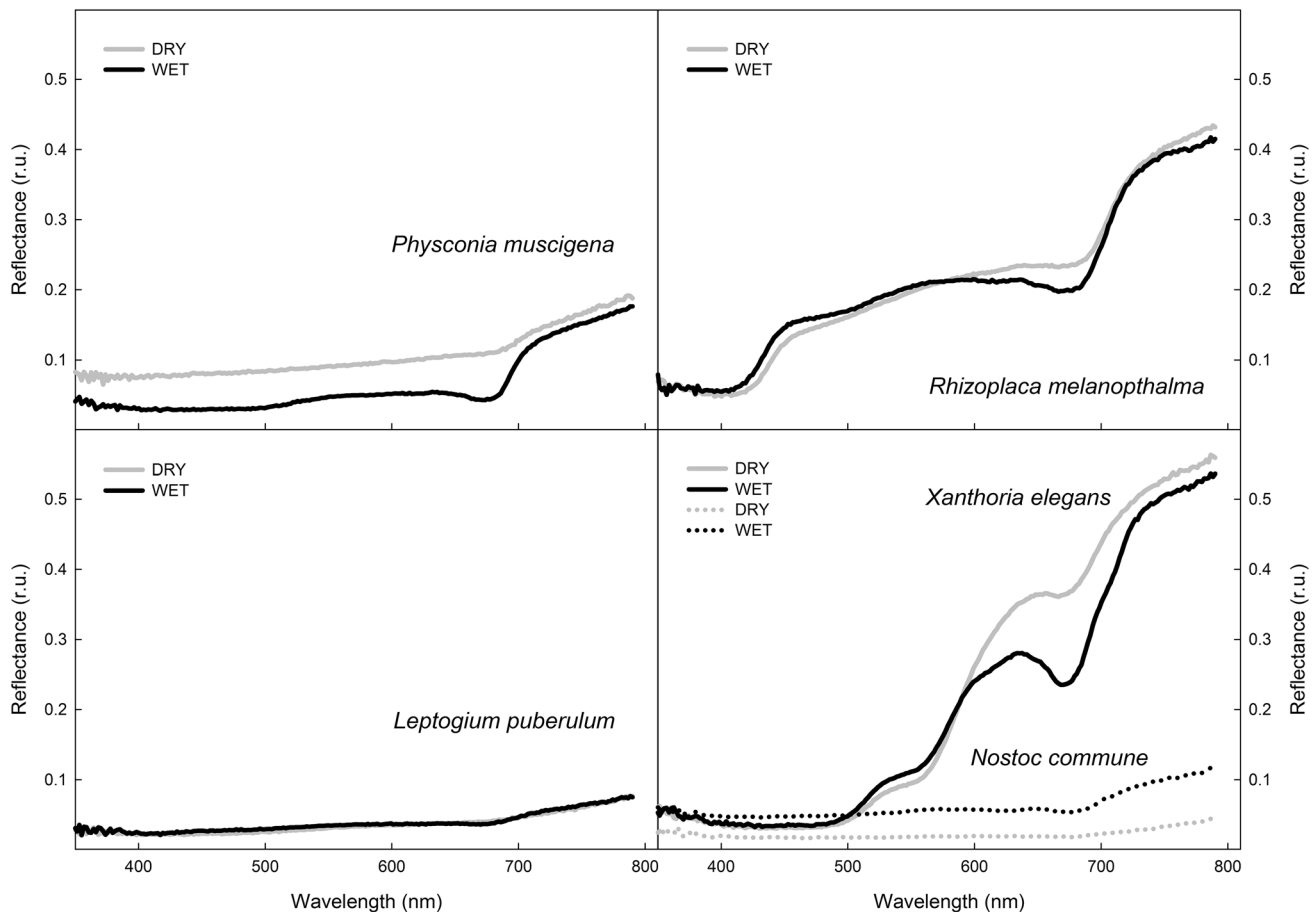 DRY
WET
0.5
0.4
0.3
0.2
0.1
Reflectance (r.u.)
Physconia muscigena
DRY
WET
0.5
0.4
0.3
0.2
0.1
Reflectance (r.u.)
Rhizoplaca melanopthalma
DRY
WET
0.5
0.4
0.3
0.2
0.1
Reflectance (r.u.)
Leptogium puberulum
400 500 600 700 800
Wavelength (nm)
DRY
WET
DRY
WET
Xanthoria elegans
Nostoc commune
0.5
0.4
0.3
0.2
0.1
Reflectance (r.u.)
400 500 600 700 800
Wavelength (nm)